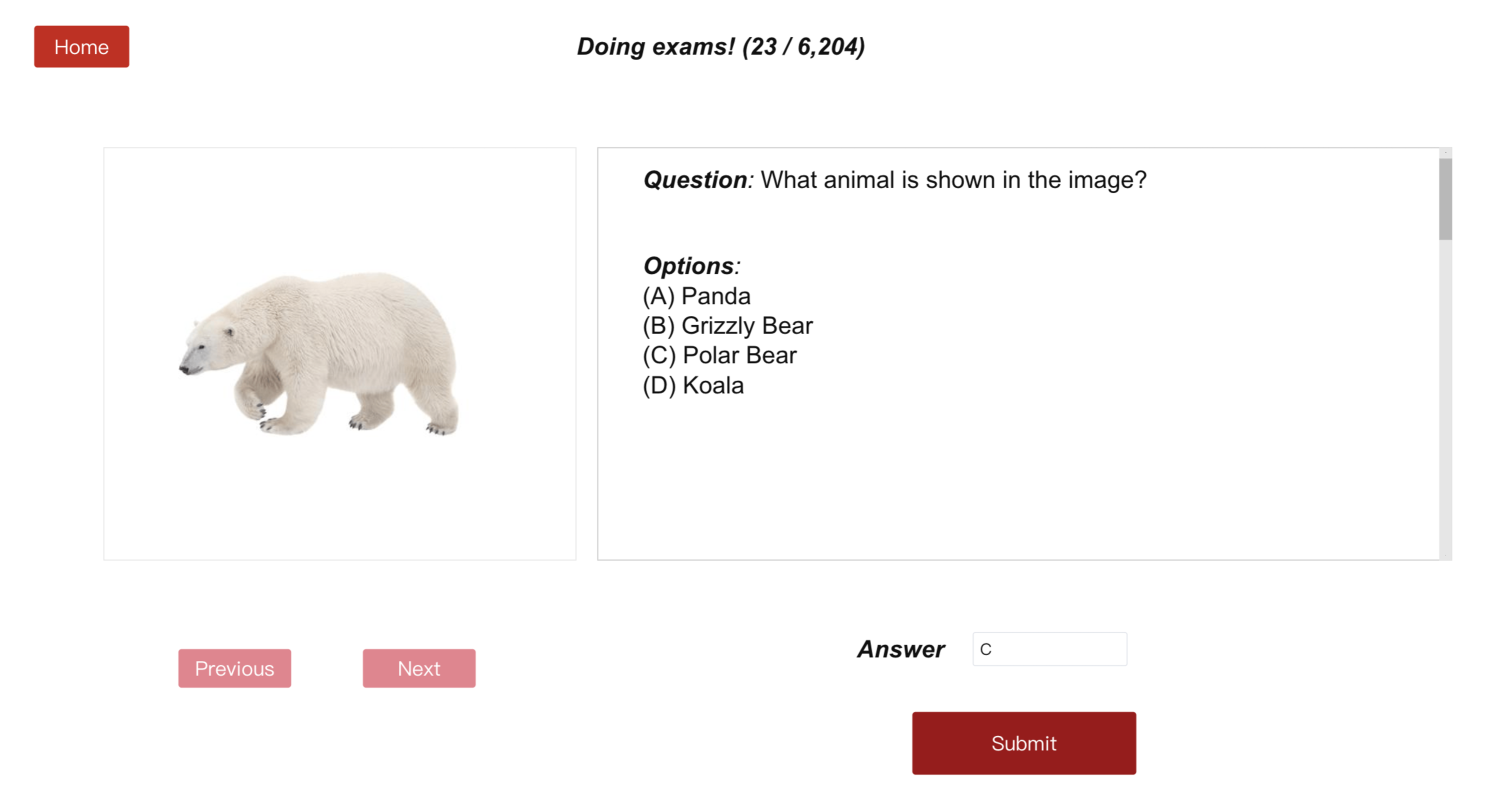 Home
Doing exams! (23 / 6,204)
Question: What animal is shown in the image?
Options:
(A) Panda
(B) Grizzly Bear
(C) Polar Bear
(D) Koala
Previous
Next
Answer
C
Submit